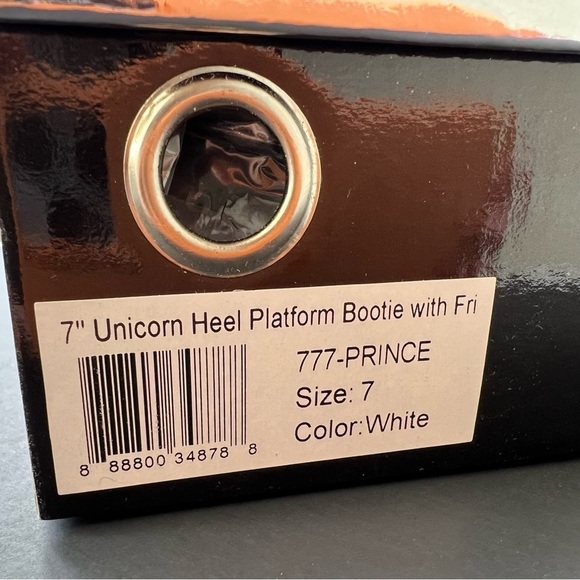 7" Unicorn Heel Platform Bootie with Fri
777-PRINCE
Size: 7
Color:White
8 88800 34878 8